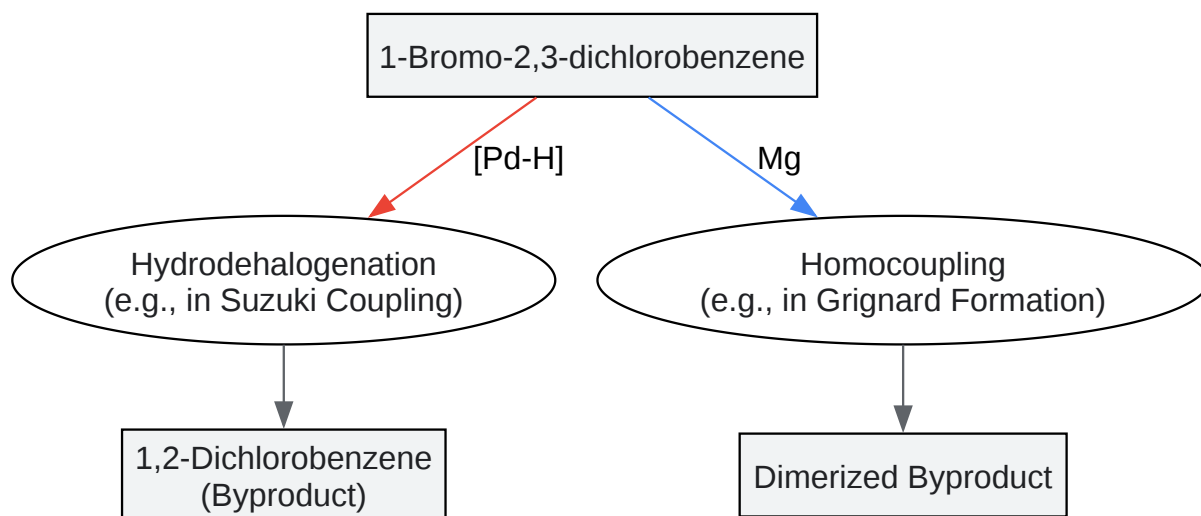 1-Bromo-2,3-dichlorobenzene
[Pd-H]
Mg
Hydrodehalogenation
(e.g., in Suzuki Coupling)
Homocoupling
(e.g., in Grignard Formation)
1,2-Dichlorobenzene
(Byproduct)
Dimerized Byproduct